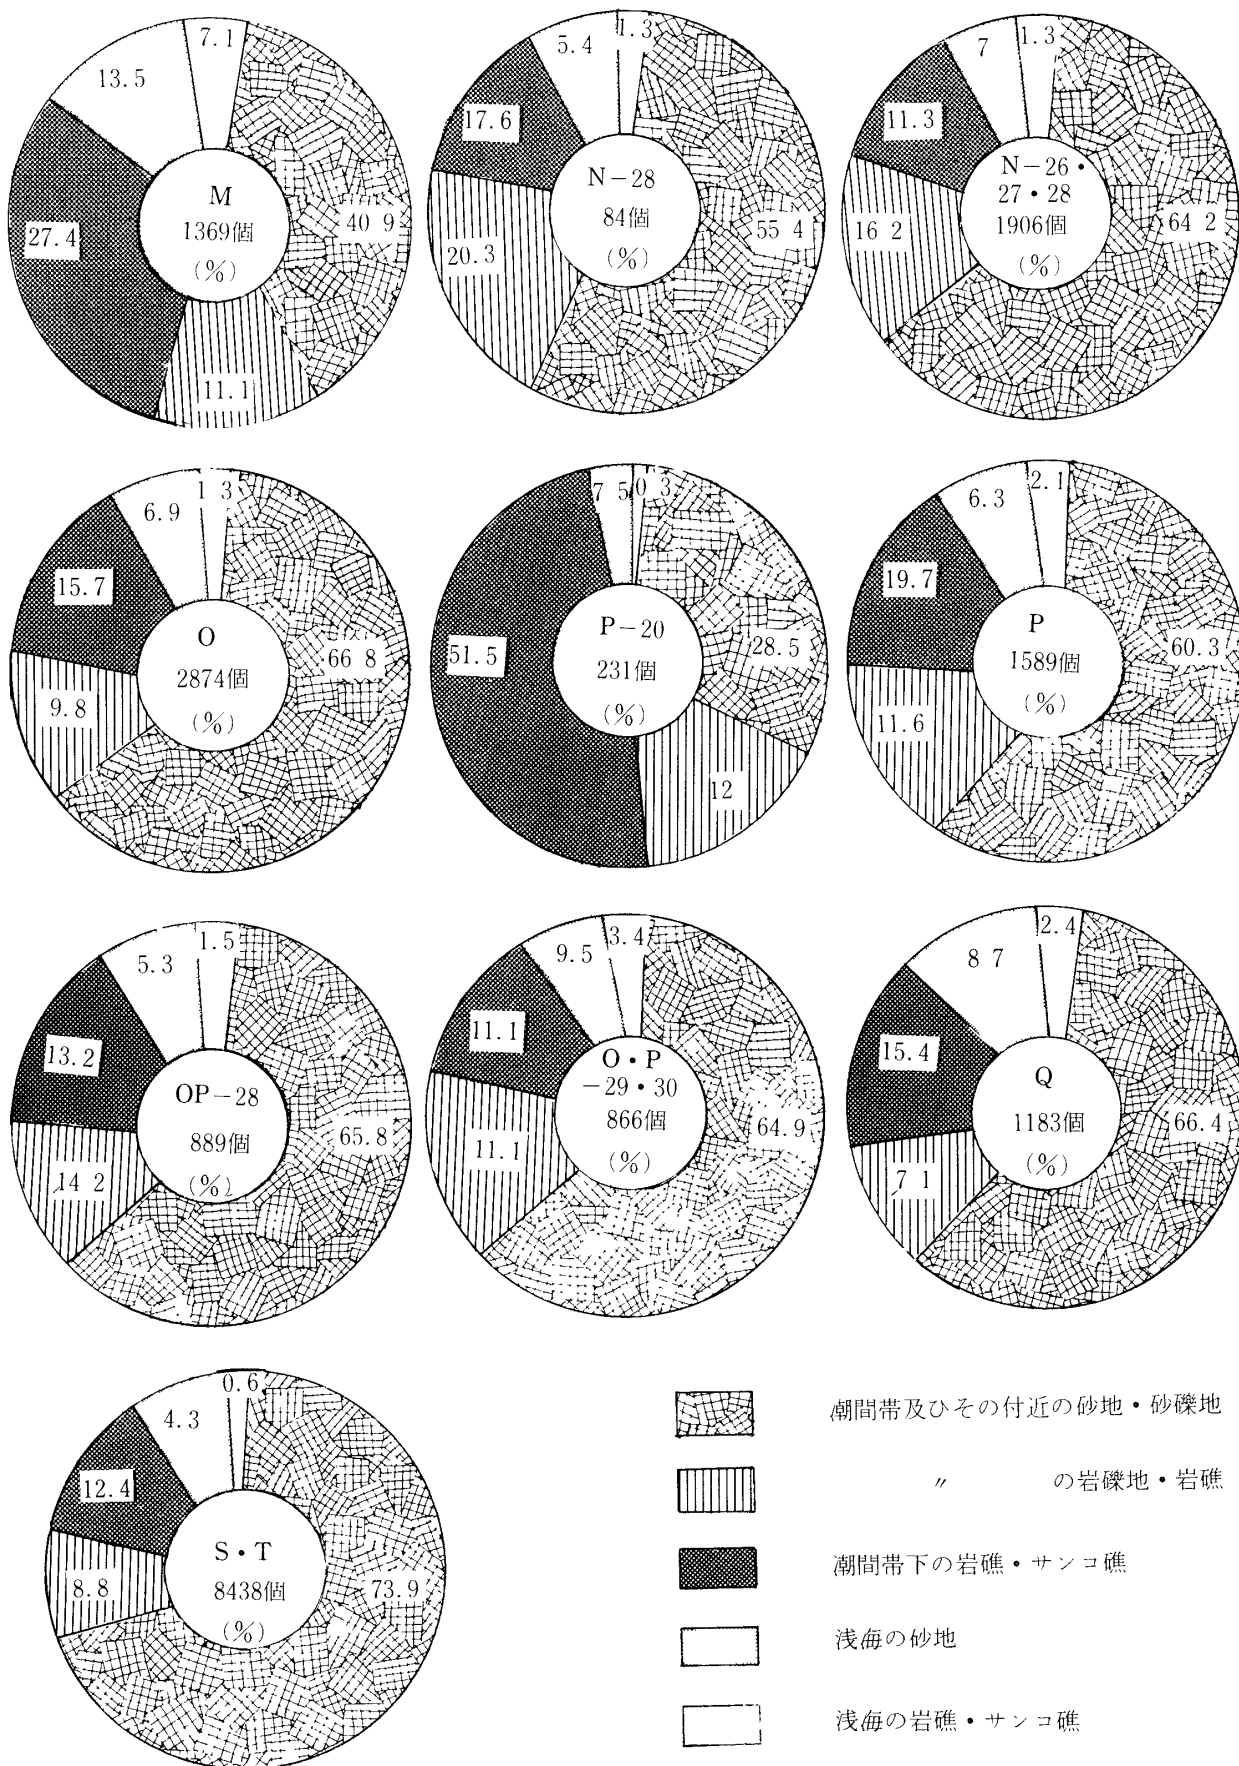 7.1
13.5
40 9
27.4
11.1
M
1369個
(%)
1.3
5.4
17.6
55 4
20.3
N-28
84個
(%)
1.3
7
11.3
64 2
16 2
N-26・
27・28
1906個
(%)
1 3
6.9
15.7
66 8
9.8
O
2874個
(%)
0 3
7 5
51.5
28.5
12
P-20
231個
(%)
2.1
6.3
19.7
60.3
11.6
P
1589個
(%)
1.5
5.3
13.2
65.8
14 2
OP-28
889個
(%)
3.4
9.5
11.1
64.9
11.1
O・P
-29・30
866個
(%)
2.4
8 7
15.4
66.4
7 1
Q
1183個
(%)
0.6
4.3
12.4
73.9
8.8
S・T
8438個
(%)
潮間帯及ひその付近の砂地・砂礫地
〃 の岩礫地・岩礁
潮間帯下の岩礁・サンコ礁
浅海の砂地
浅海の岩礁・サンコ礁